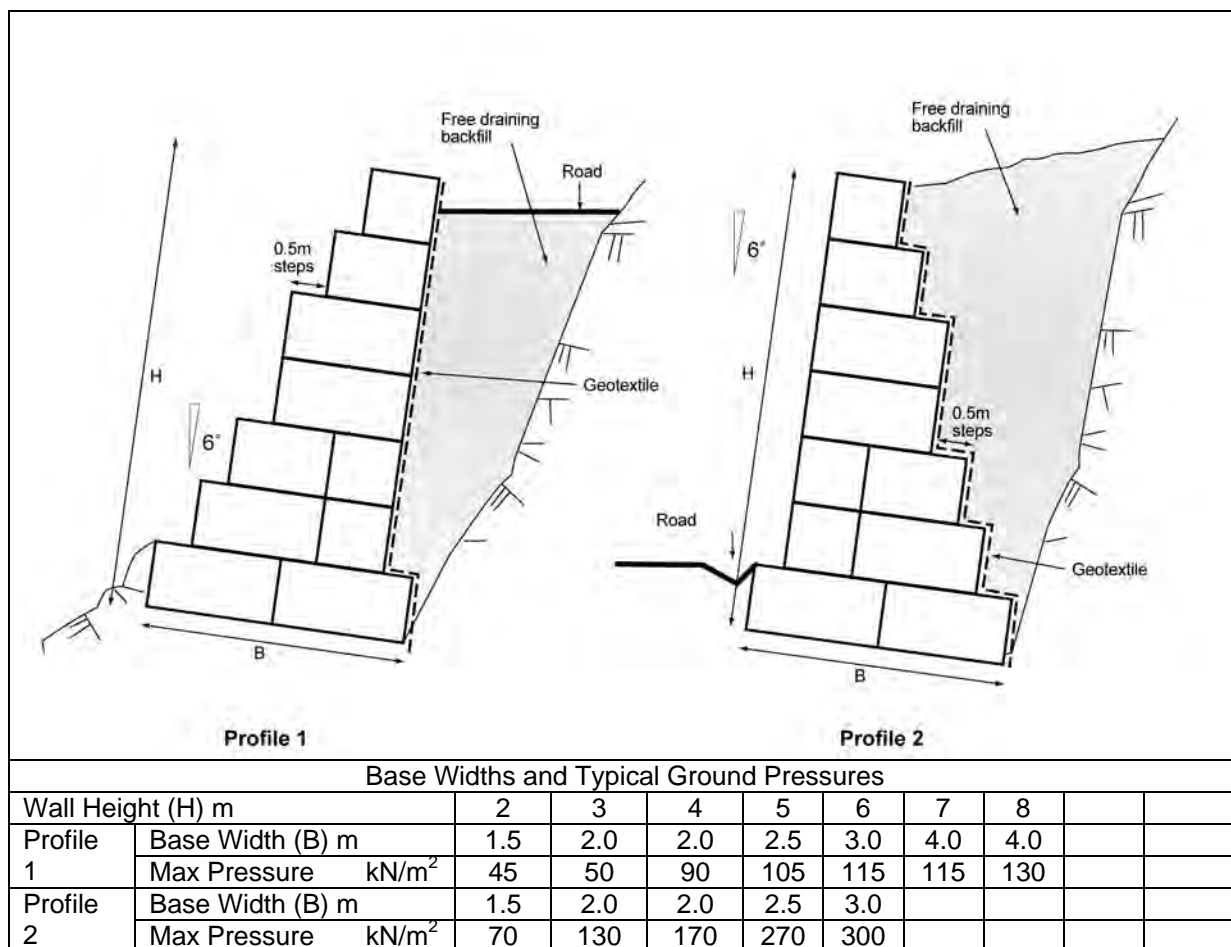 Free draining
backfill
Road
0.5m
steps
H
Geotextile
6°
B
Profile 1
Free draining
backfill
6°
H
0.5m
steps
Road
Geotextile
B
Profile 2
Base Widths and Typical Ground Pressures
Wall Height (H) m 2 3 4 5 6 7 8
Profile 1 Base Width (B) m 1.5 2.0 2.0 2.5 3.0 4.0 4.0
Max Pressure kN/m² 45 50 90 105 115 115 130
Profile 2 Base Width (B) m 1.5 2.0 2.0 2.5 3.0
Max Pressure kN/m² 70 130 170 270 300